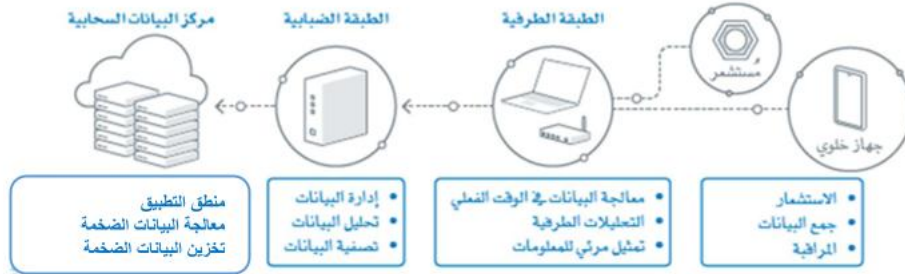 الطبقة الطرفية
الطبقة الضبابية
مركز البيانات السحابية
مستشعر
جهاز خلوي
• الاستشعار
• جمع البيانات
• المراقبة
• معالجة البيانات في الوقت الفعلي
• التحليلات الطرفية
• تمثيل مرئي للمعلومات
• إدارة البيانات
• تحليل البيانات
• تصفية البيانات
منطق التطبيق
معالجة البيانات الضخمة
تخزين البيانات الضخمة